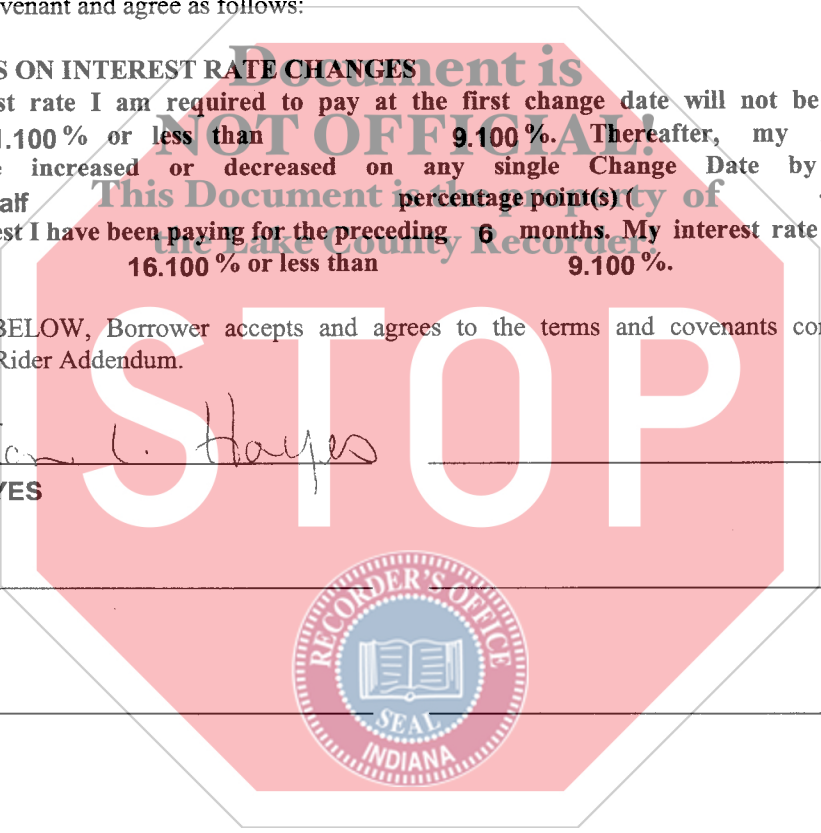 venant and agree as follows:
S ON INTEREST RATE CHANGES
st rate I am required to pay at the first change date will not be
1.100 % or less than 9.100 %. Thereafter, my
e increased or decreased on any single Change Date by
alf percentage point(s) (
est I have been paying for the preceding 6 months. My interest rate
16.100 % or less than 9.100 %.
BELOW, Borrower accepts and agrees to the terms and covenants con
Rider Addendum.
L. Hayes
YES
Document is
NOT OFFICIAL!
This Document is the property of
the Lake County Recorder!
STOP
RECORDER'S OFFICE
SEAL
INDIANA